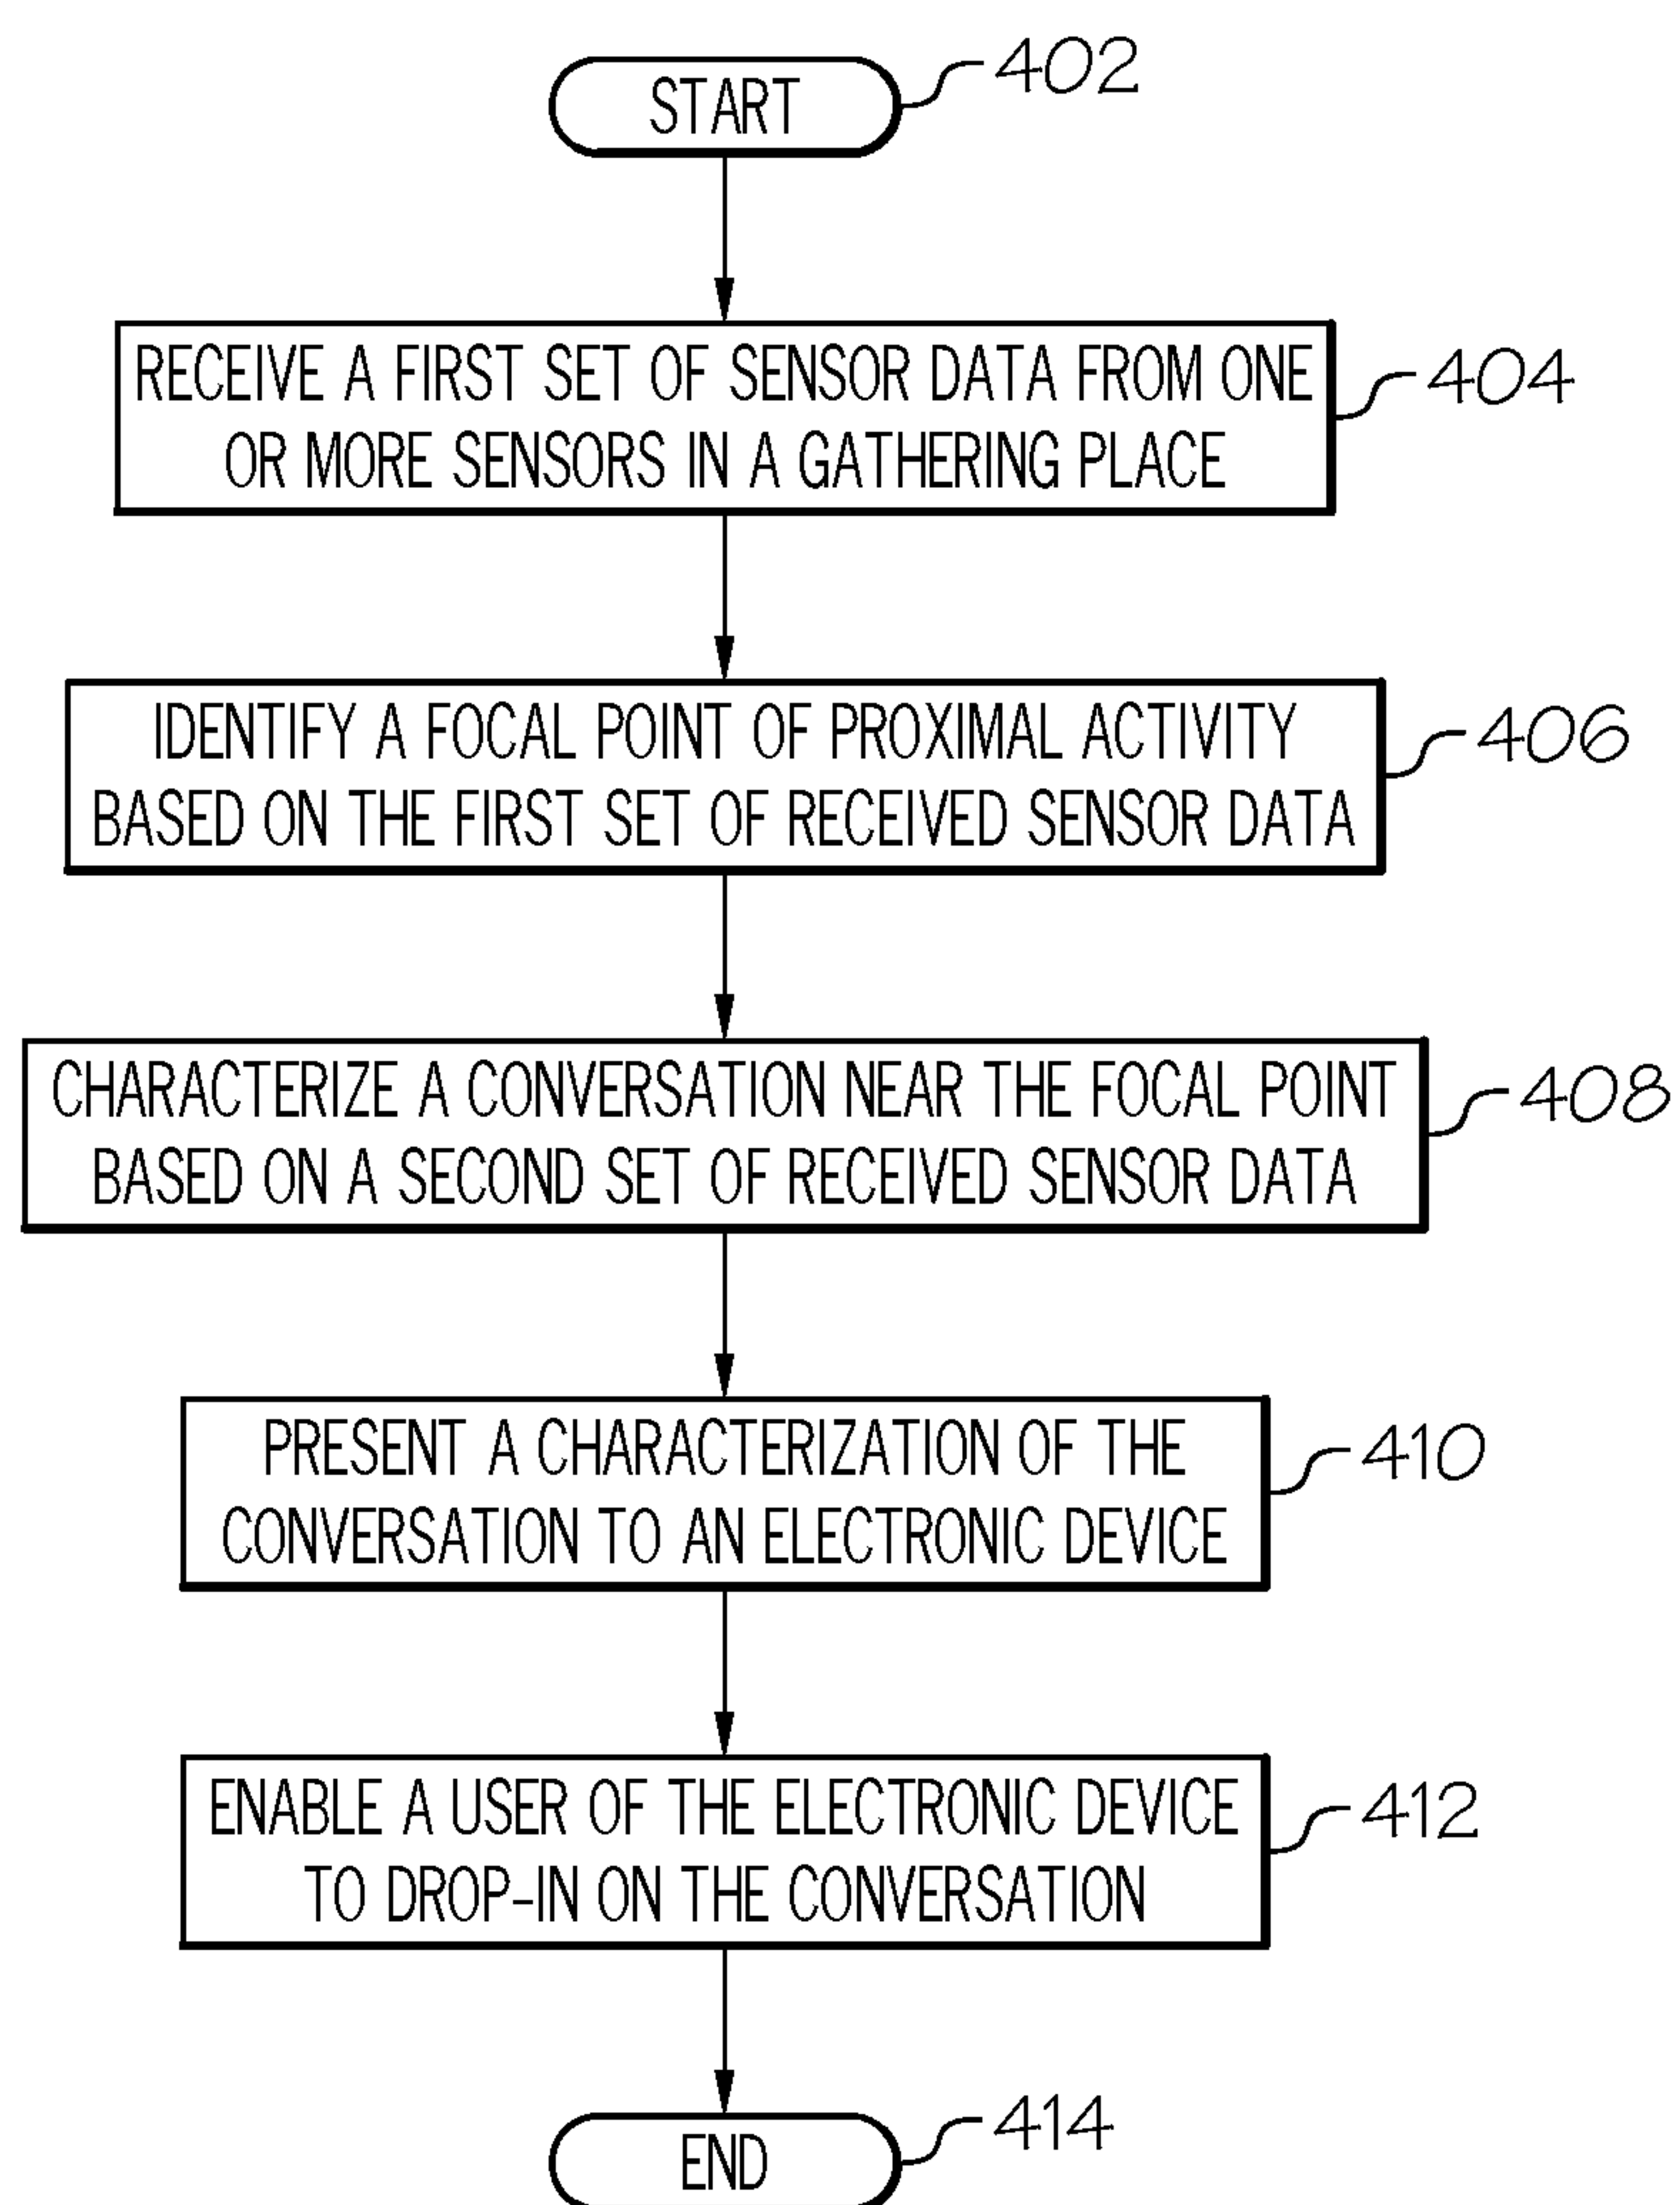 START
402
RECEIVE A FIRST SET OF SENSOR DATA FROM ONE
OR MORE SENSORS IN A GATHERING PLACE
404
IDENTIFY A FOCAL POINT OF PROXIMAL ACTIVITY
BASED ON THE FIRST SET OF RECEIVED SENSOR DATA
406
CHARACTERIZE A CONVERSATION NEAR THE FOCAL POINT
BASED ON A SECOND SET OF RECEIVED SENSOR DATA
408
PRESENT A CHARACTERIZATION OF THE
CONVERSATION TO AN ELECTRONIC DEVICE
410
ENABLE A USER OF THE ELECTRONIC DEVICE
TO DROP-IN ON THE CONVERSATION
412
END
414